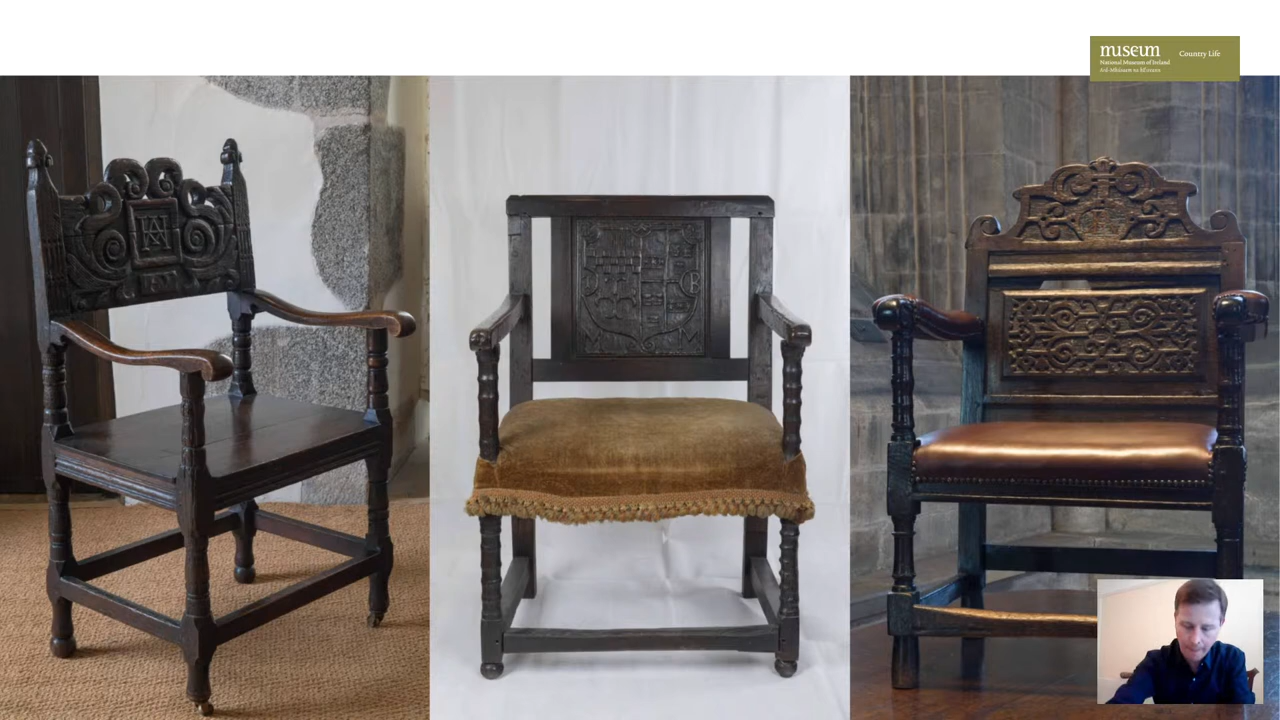 museum
Country Life
National Museum of Ireland
Ard-Mhúsaem na hÉireann